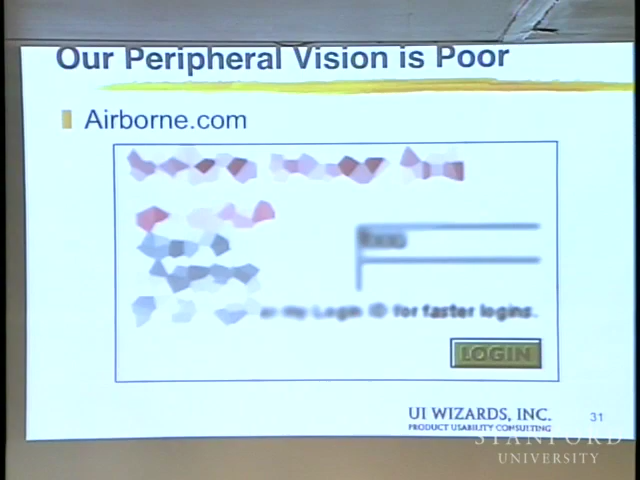 Our Peripheral Vision is Poor
Airborne.com
my Login ID for faster logins.
LOGIN
UI WIZARDS, INC.
PRODUCT USABILITY CONSULTING
31
STANFORD
UNIVERSITY